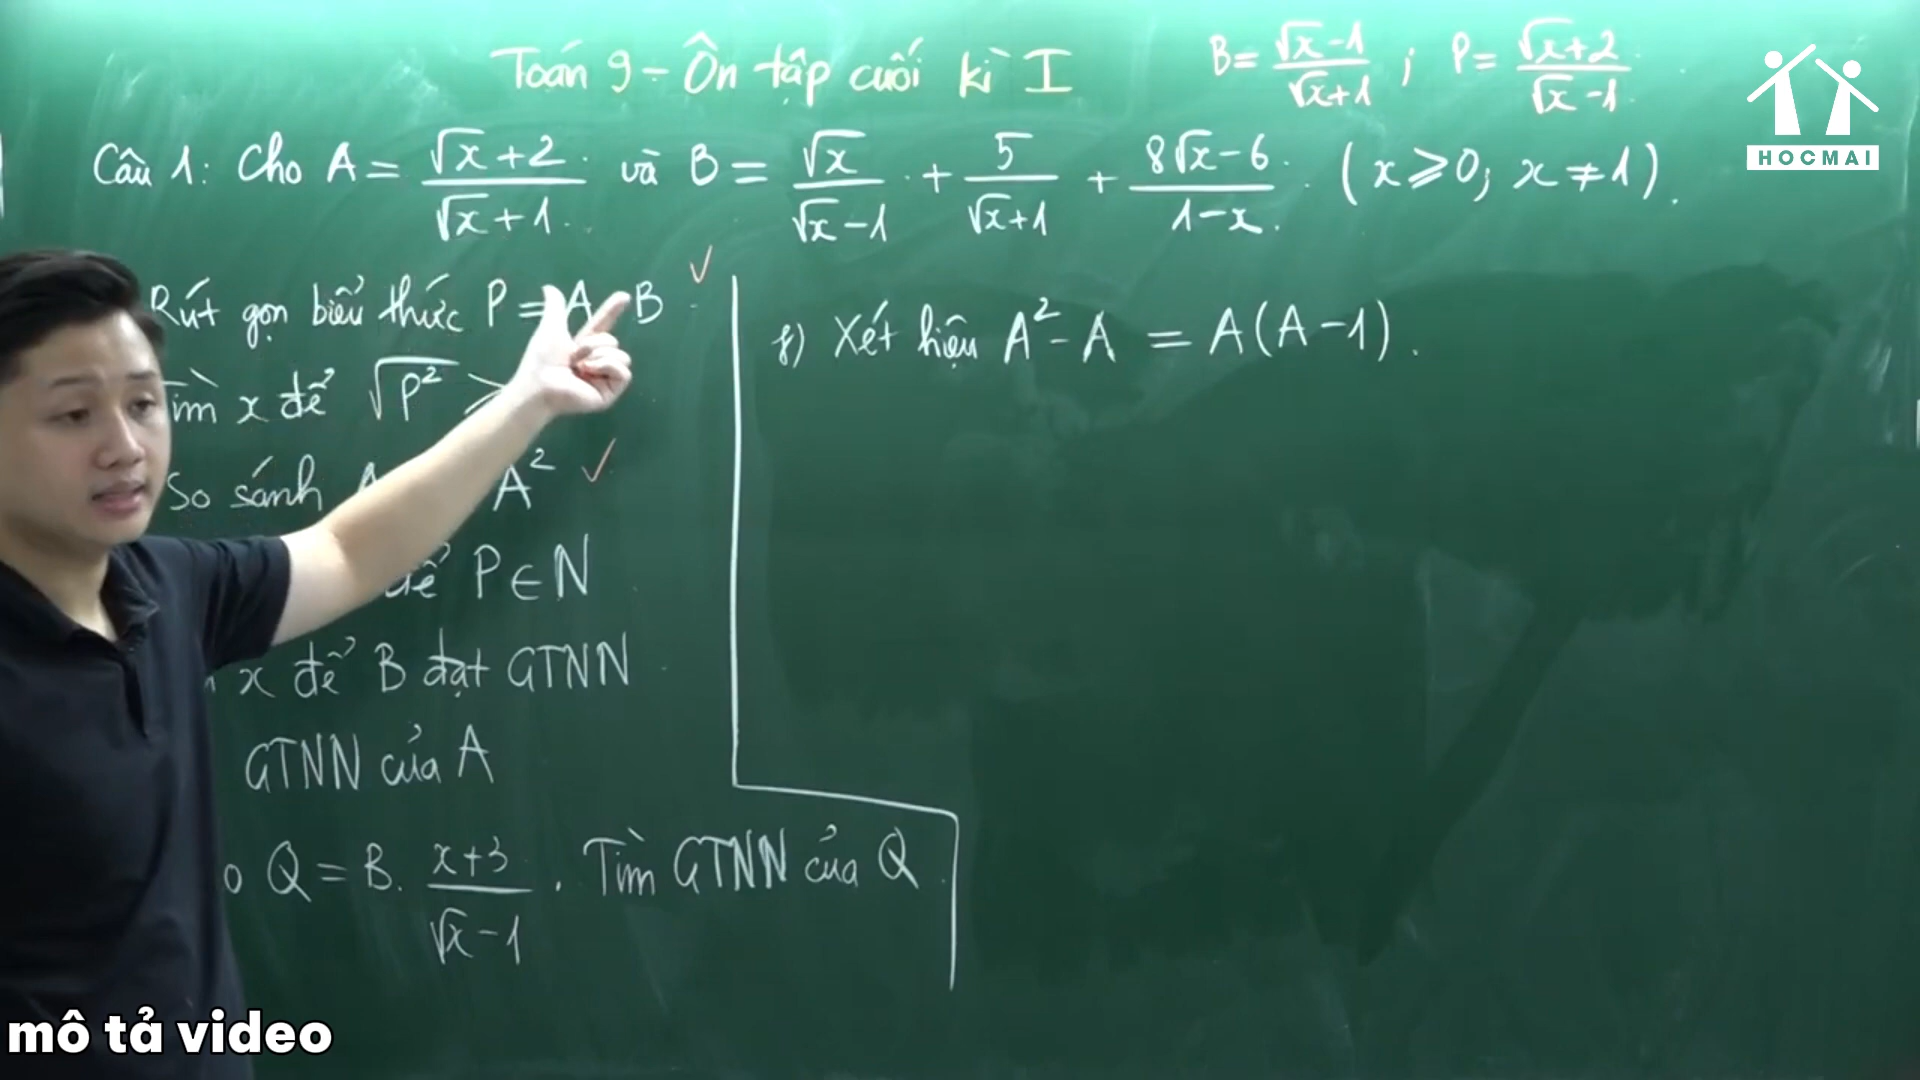 Toán 9 - Ôn tập cuối kì I
B = (√x - 1)/(√x + 1) ; P = (√x + 2)/(√x - 1)
HOCMAI
Câu 1: Cho A = (√x + 2)/(√x + 1) và B = √x/(√x - 1) + 5/(√x + 1) + (8√x - 6)/(1 - x) . (x ⩾ 0; x ≠ 1).
Rút gọn biểu thức P = A B ✓
Tìm x để √P² >
So sánh A A² ✓
để P ∈ N
x để B đạt GTNN
GTNN của A
Q = B. (x + 3)/(√x - 1) . Tìm GTNN của Q
f) Xét hiệu A² - A = A(A - 1).
mô tả video